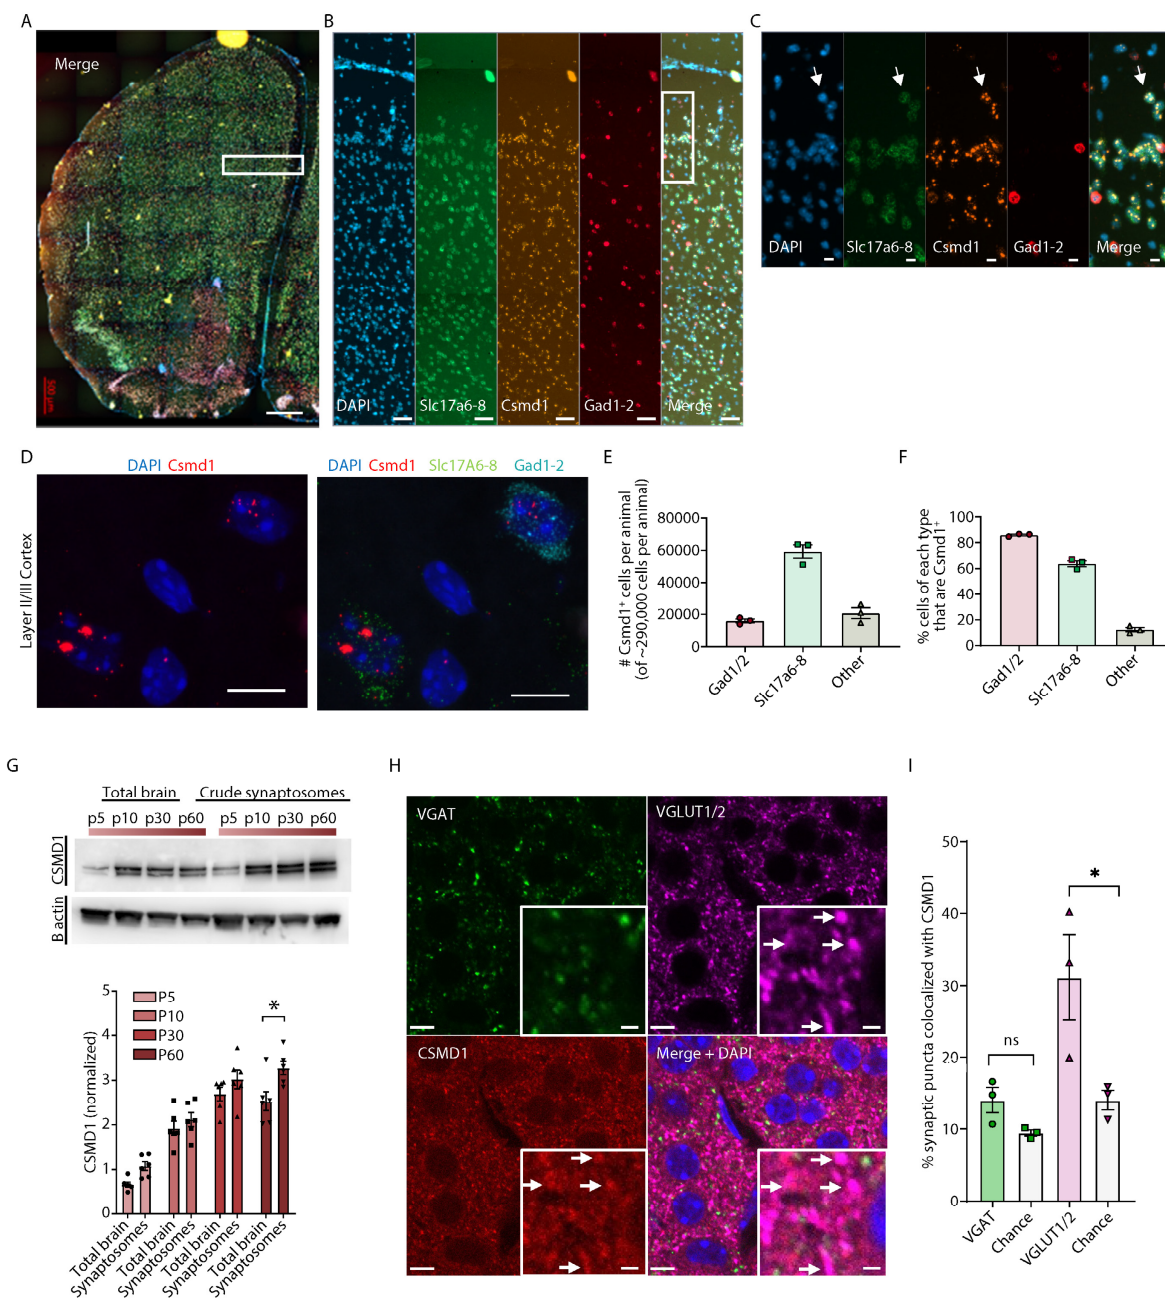 A
Merge
500 µm
B
DAPI
Slc17a6-8
Csmd1
Gad1-2
Merge
C
DAPI
Slc17a6-8
Csmd1
Gad1-2
Merge
D
DAPI Csmd1
DAPI Csmd1 Slc17A6-8 Gad1-2
Layer II/III Cortex
E
# Csmd1+ cells per animal
(of ~290,000 cells per animal)
80000
60000
40000
20000
0
Gad1/2
Slc17a6-8
Other
F
% cells of each type
that are Csmd1+
100
80
60
40
20
0
Gad1/2
Slc17a6-8
Other
G
Total brain
Crude synaptosomes
p5 p10 p30 p60 p5 p10 p30 p60
CSMD1
B actin
CSMD1 (normalized)
5
4
3
2
1
0
P5
P10
P30
P60
*
Total brain
Synaptosomes
Total brain
Synaptosomes
Total brain
Synaptosomes
Total brain
Synaptosomes
H
VGAT
VGLUT1/2
CSMD1
Merge + DAPI
I
% synaptic puncta colocalized with CSMD1
50
40
30
20
10
0
ns
*
VGAT
Chance
VGLUT1/2
Chance